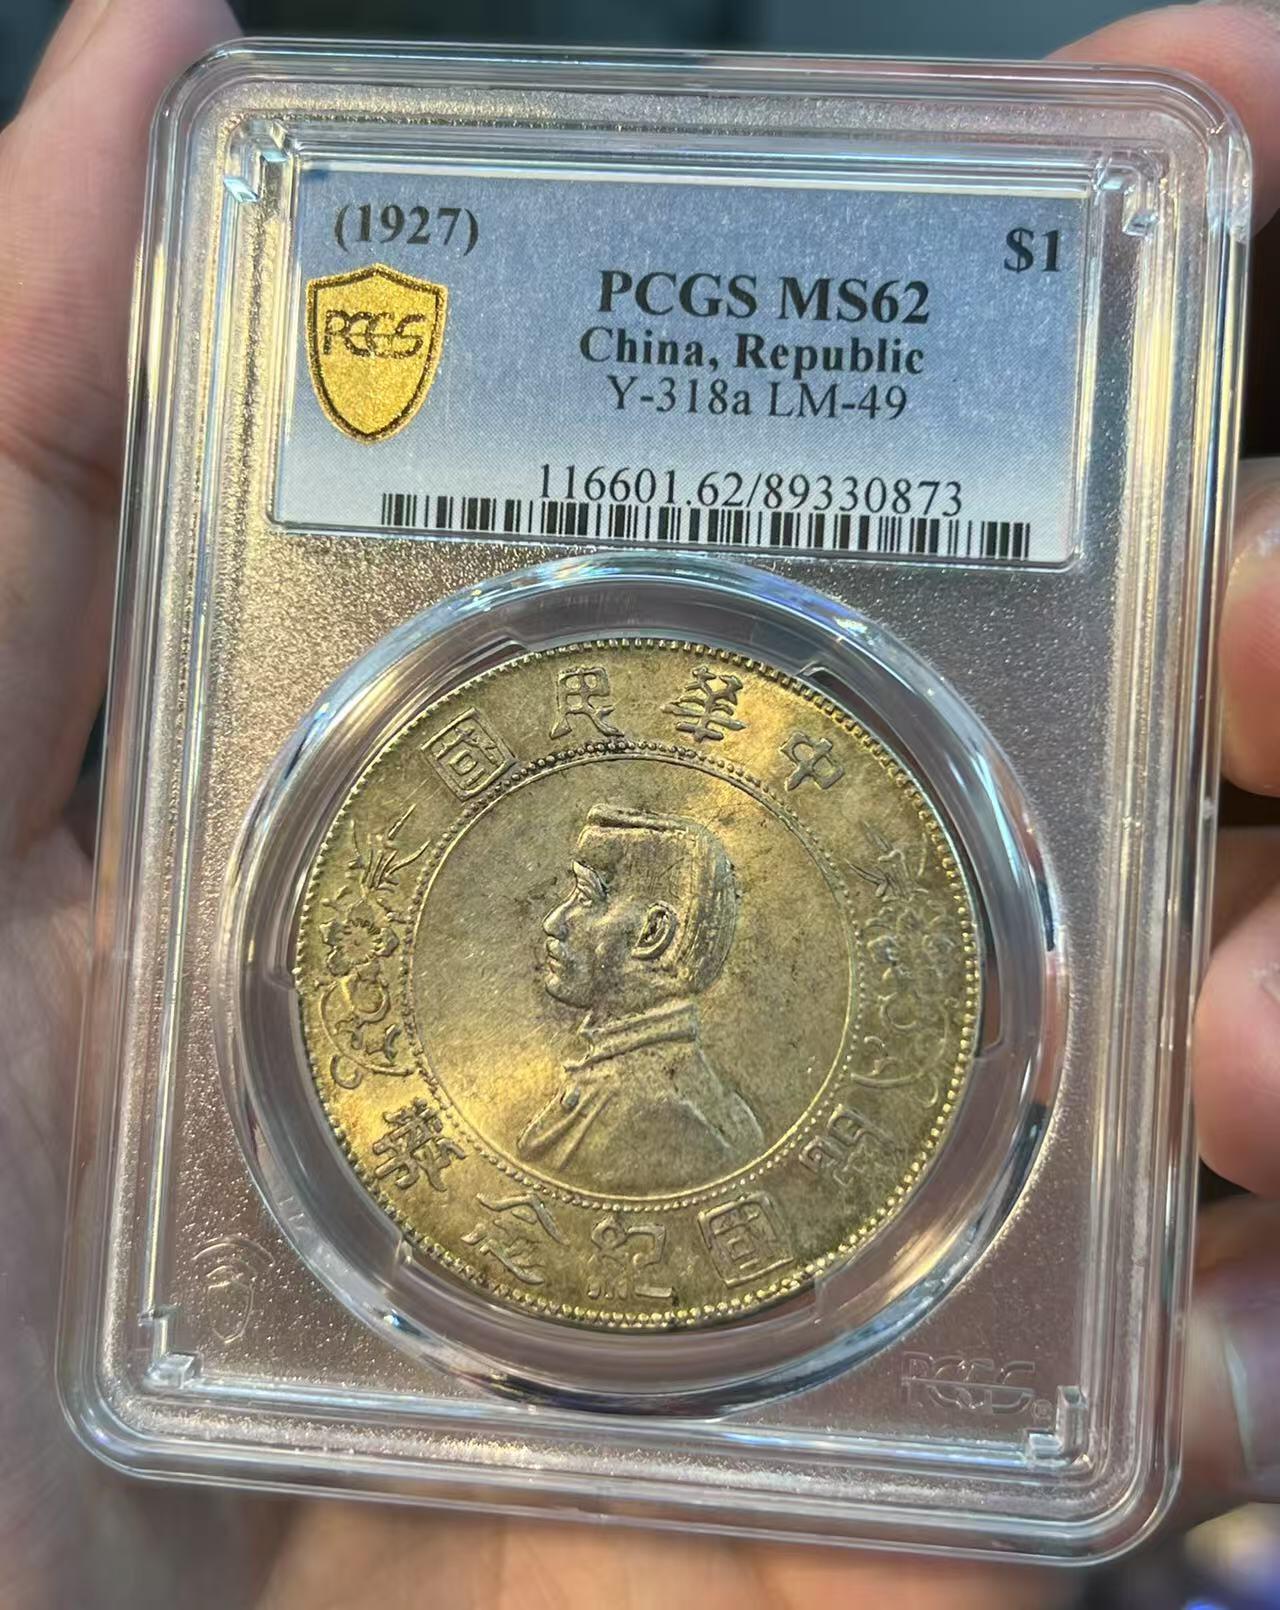 (1927)
$1
PCGS
PCGS MS62
China, Republic
Y-318a LM-49
116601.62/89330873
中華民國
開國紀念幣
PCGS